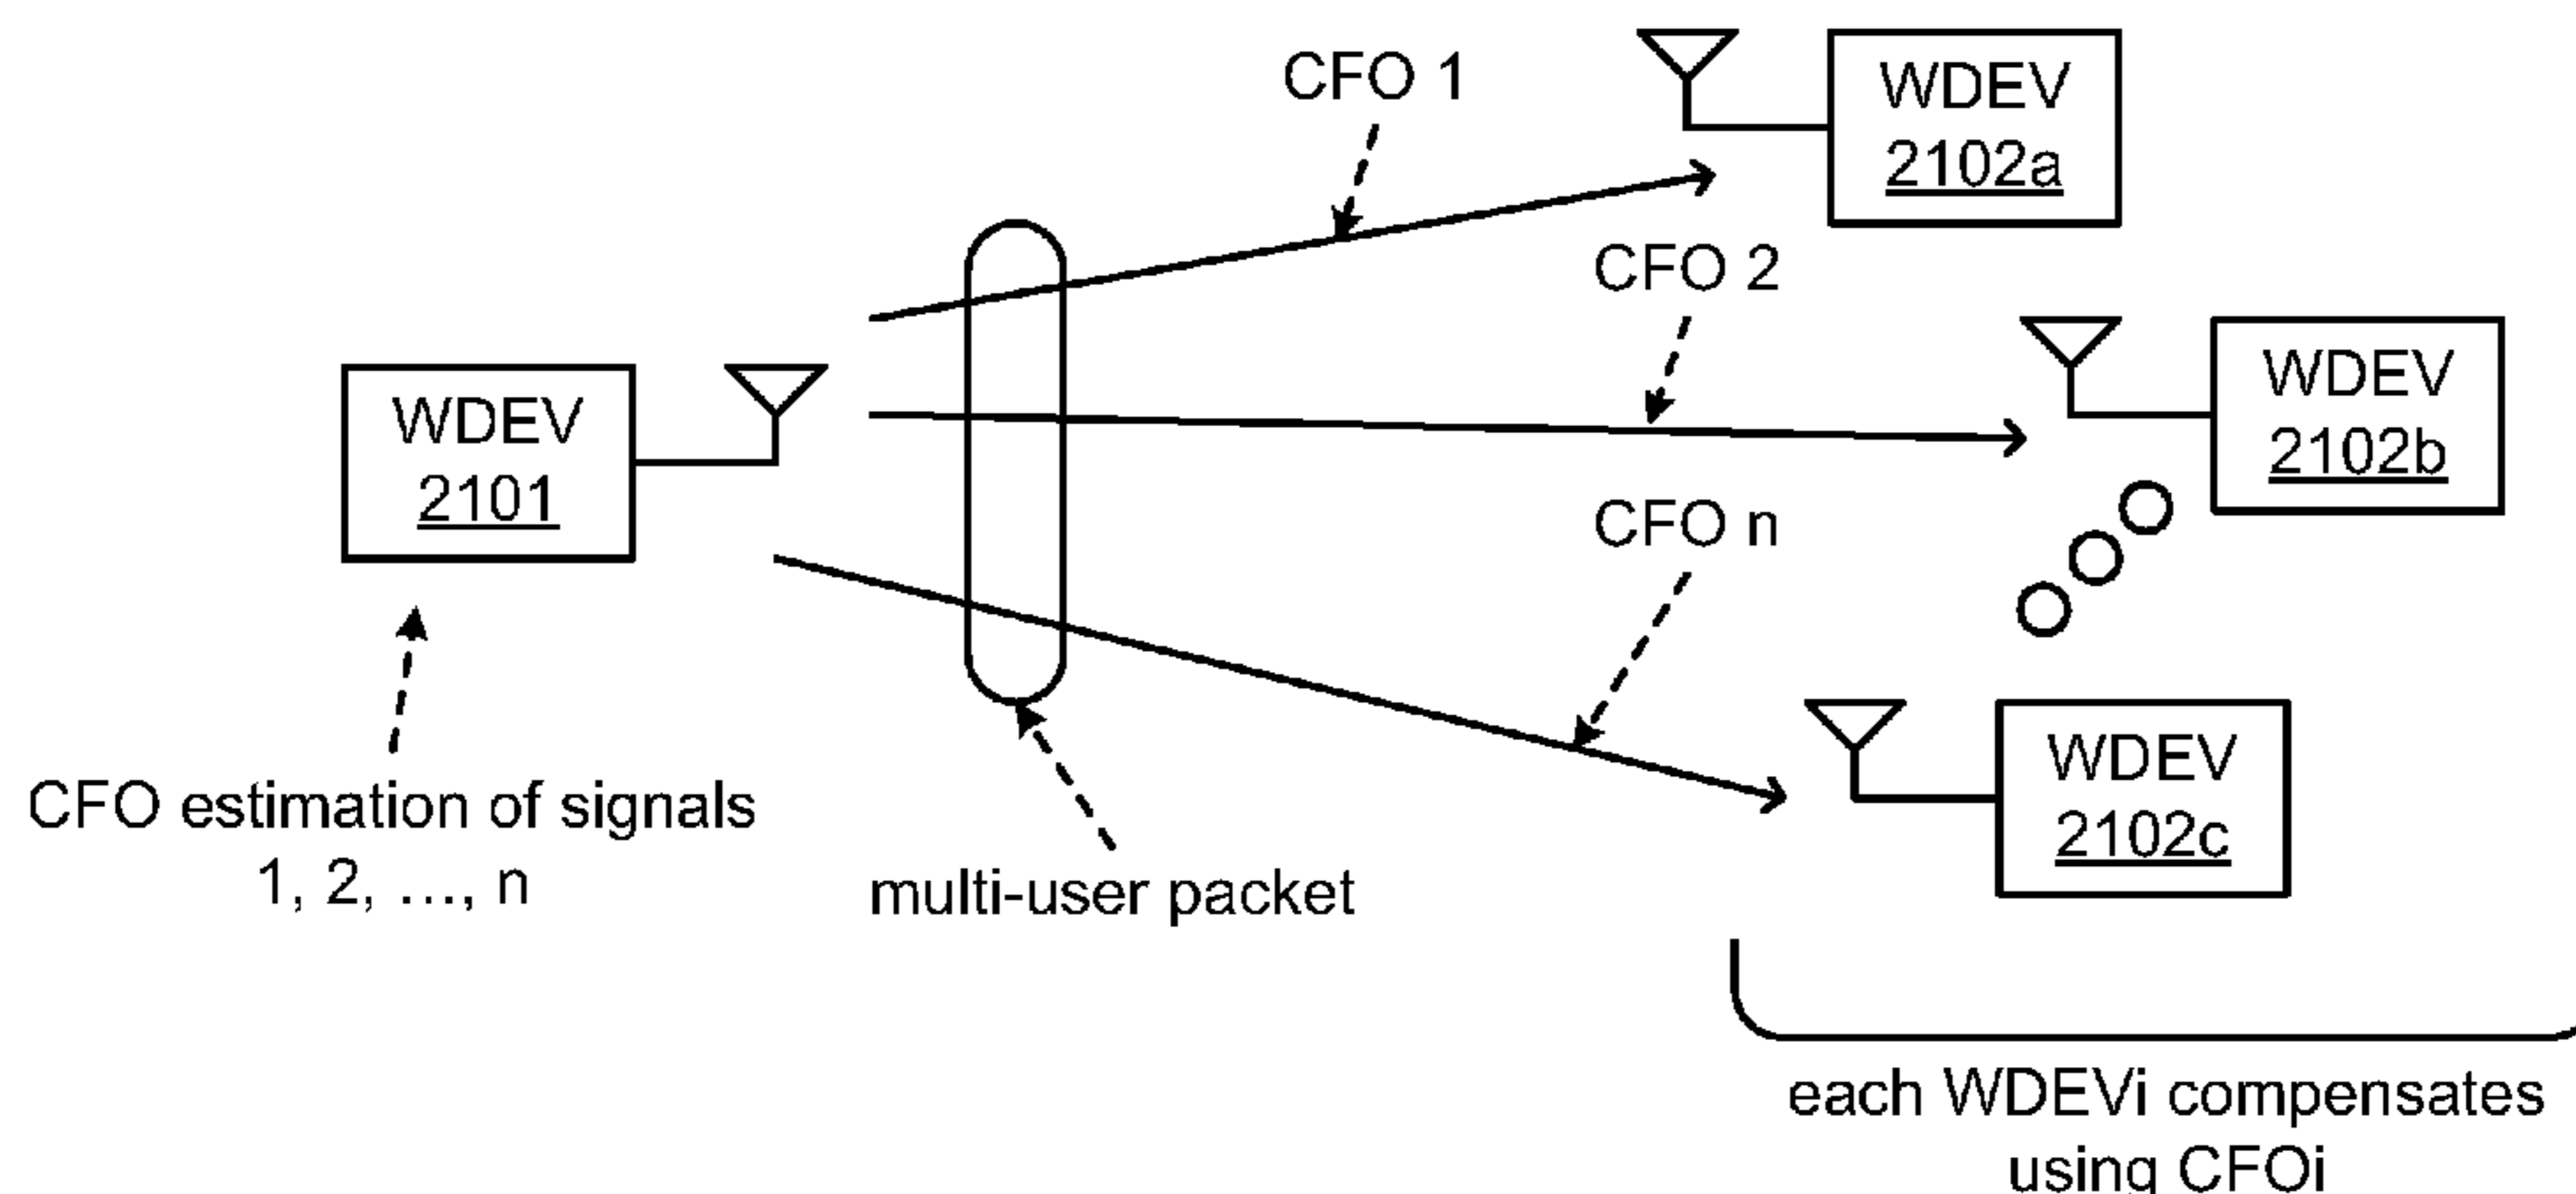 CFO 1
WDEV
2102a
CFO 2
WDEV
2102b
WDEV
2101
CFO n
WDEV
2102c
CFO estimation of signals
1, 2, ..., n
multi-user packet
each WDEVi compensates
using CFOi